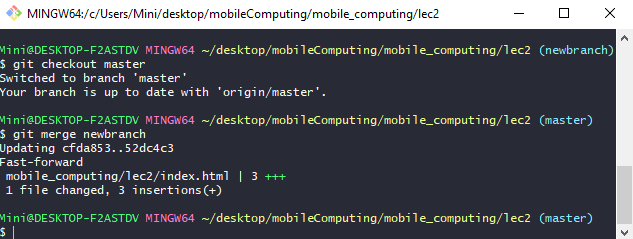 MINGW64:/c/Users/Mini/desktop/mobileComputing/mobile_computing/lec2
Mini@DESKTOP-F2ASTDV MINGW64 ~/desktop/mobileComputing/mobile_computing/lec2 (newbranch)
$ git checkout master
Switched to branch 'master'
Your branch is up to date with 'origin/master'.
Mini@DESKTOP-F2ASTDV MINGW64 ~/desktop/mobileComputing/mobile_computing/lec2 (master)
$ git merge newbranch
Updating cfda853..52dc4c3
Fast-forward
 mobile_computing/lec2/index.html | 3 +++
 1 file changed, 3 insertions(+)
Mini@DESKTOP-F2ASTDV MINGW64 ~/desktop/mobileComputing/mobile_computing/lec2 (master)
$